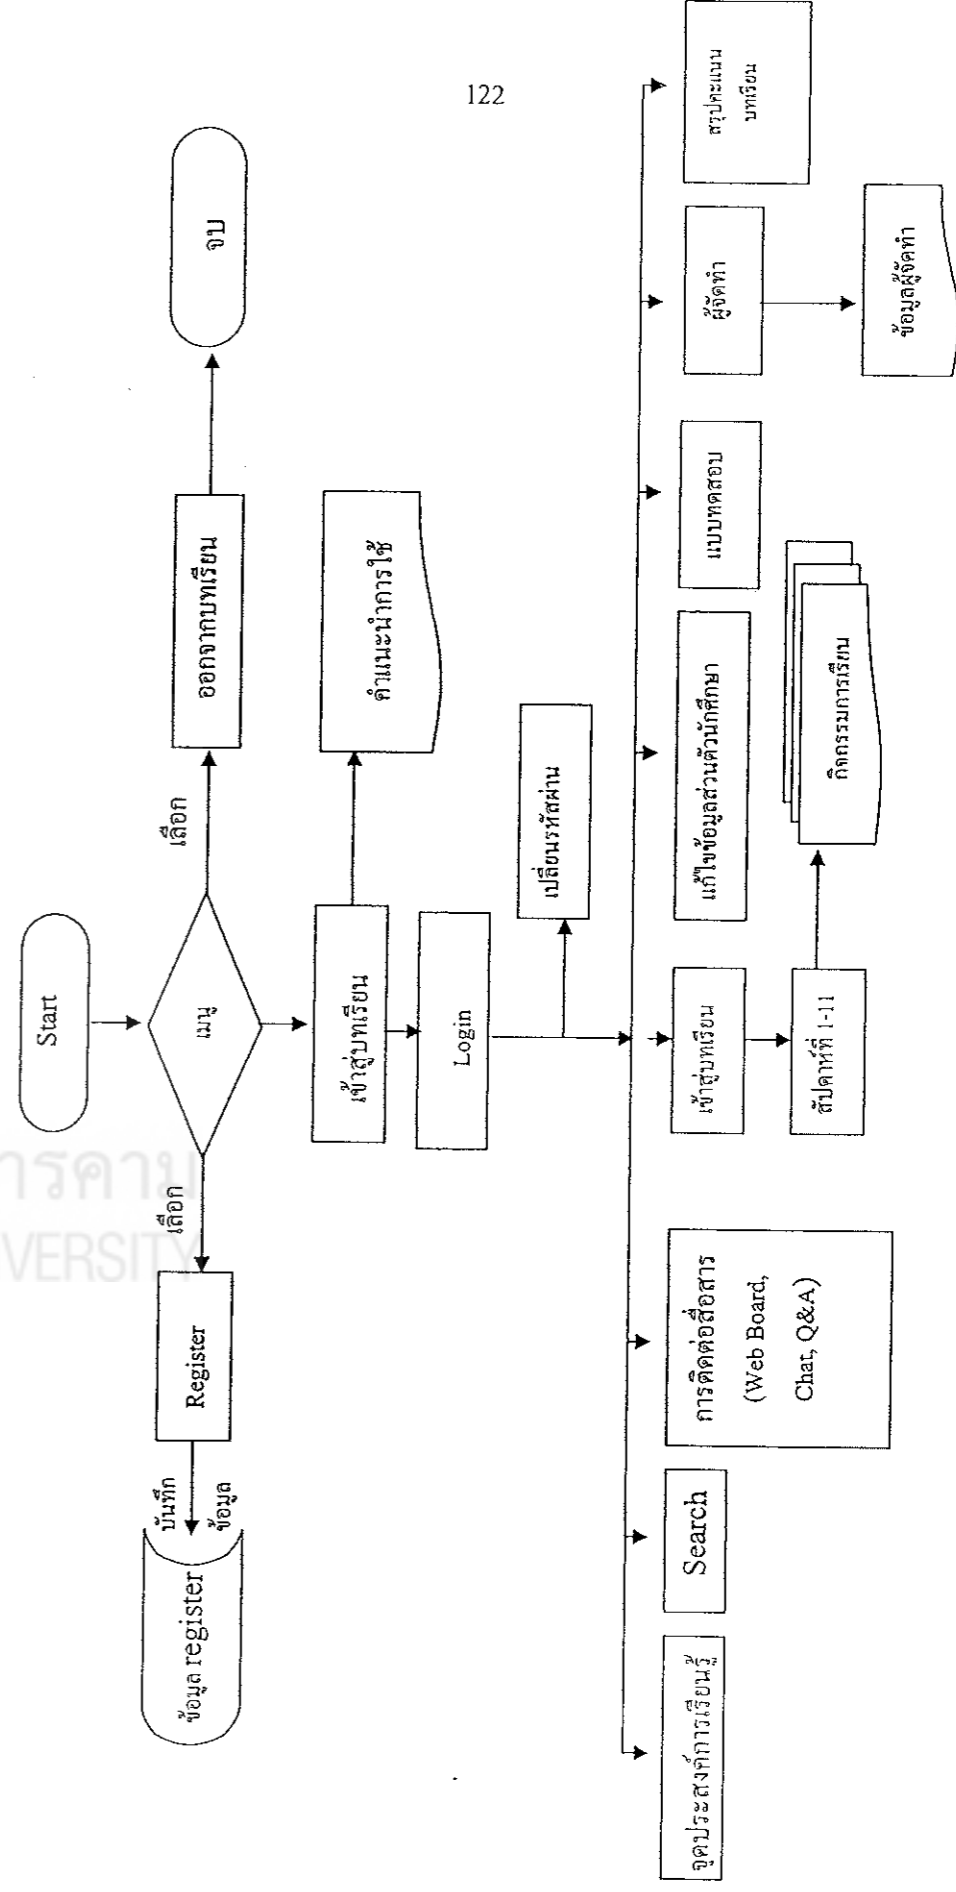 122
Start
เมนู
เลือก
เลือก
Register
บันทึก
ข้อมูล
ข้อมูล register
ออกจากบทเรียน
จบ
เข้าสู่บทเรียน
คำแนะนำการใช้
Login
เปลี่ยนรหัสผ่าน
จุดประสงค์การเรียนรู้
Search
การติดต่อสื่อสาร
(Web Board,
Chat, Q&A)
เข้าสู่บทเรียน
สัปดาห์ที่ 1-11
กิจกรรมการเรียน
แก้ไขข้อมูลส่วนตัวนักศึกษา
แบบทดสอบ
ผู้จัดทำ
ข้อมูลผู้จัดทำ
สรุปคะแนน
บทเรียน
ารคาม
VERSITY